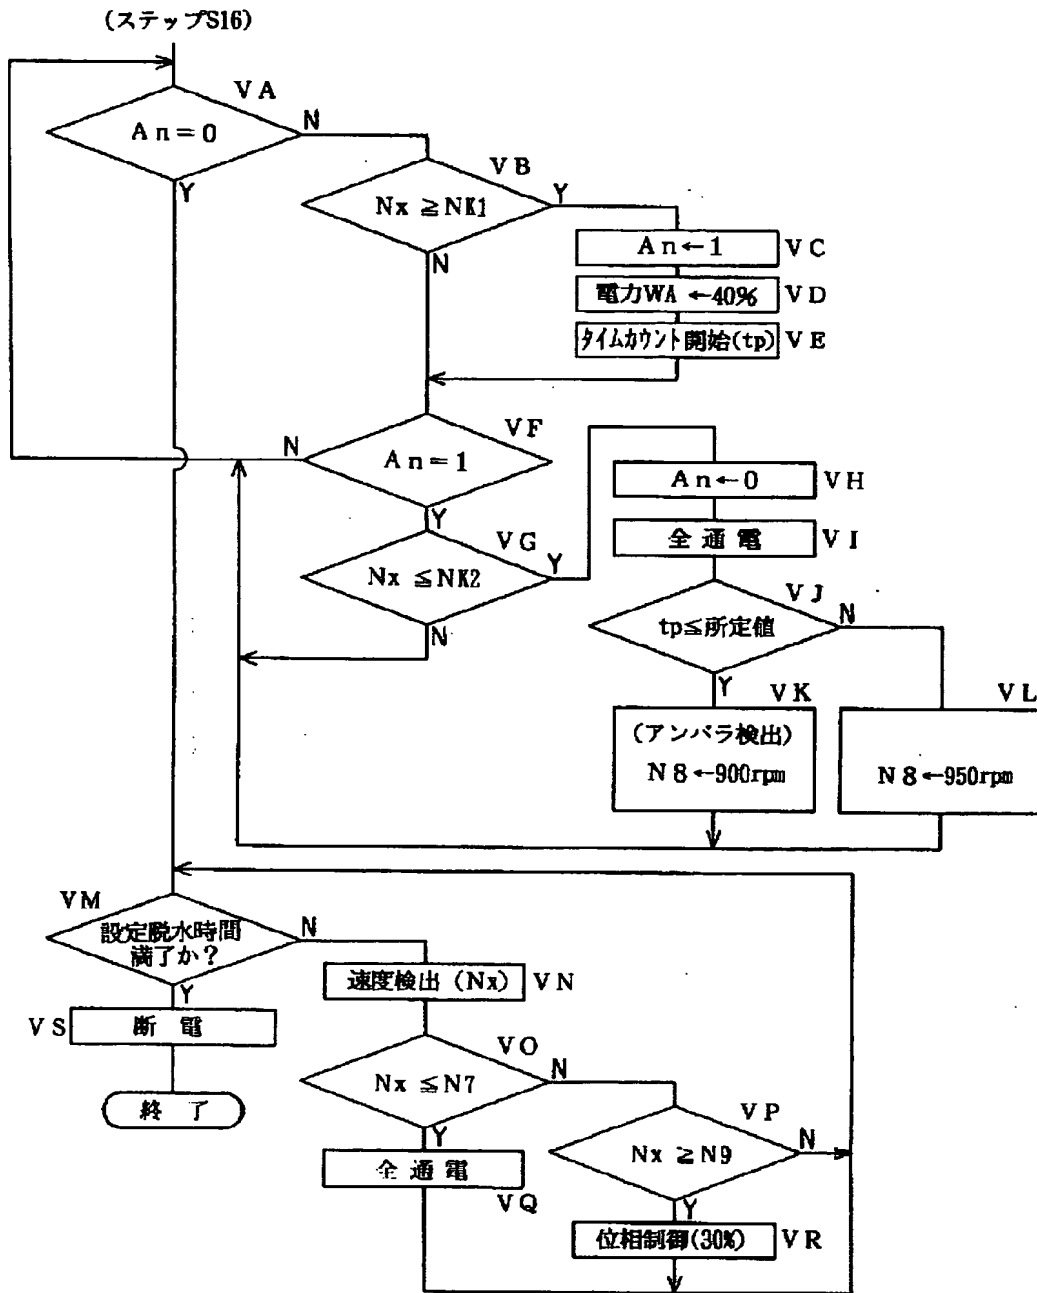 (ステップS16)
VA
An=0
N
Y
VB
Nx ≧NK1
Y
N
An←1
VC
電力WA ←40%
VD
タイムカウント開始(tp)
VE
VF
An=1
N
Y
VG
Nx ≦NK2
Y
N
An←0
VH
全通電
VI
VJ
tp≦所定値
N
Y
VK
(アンバラ検出)
N8←900rpm
VL
N8←950rpm
VM
設定脱水時間
満了か?
N
Y
VS
断電
終了
速度検出 (Nx)
VN
VO
Nx ≦N7
N
Y
VP
Nx ≧N9
N
Y
全通電
VQ
位相制御(30%)
VR